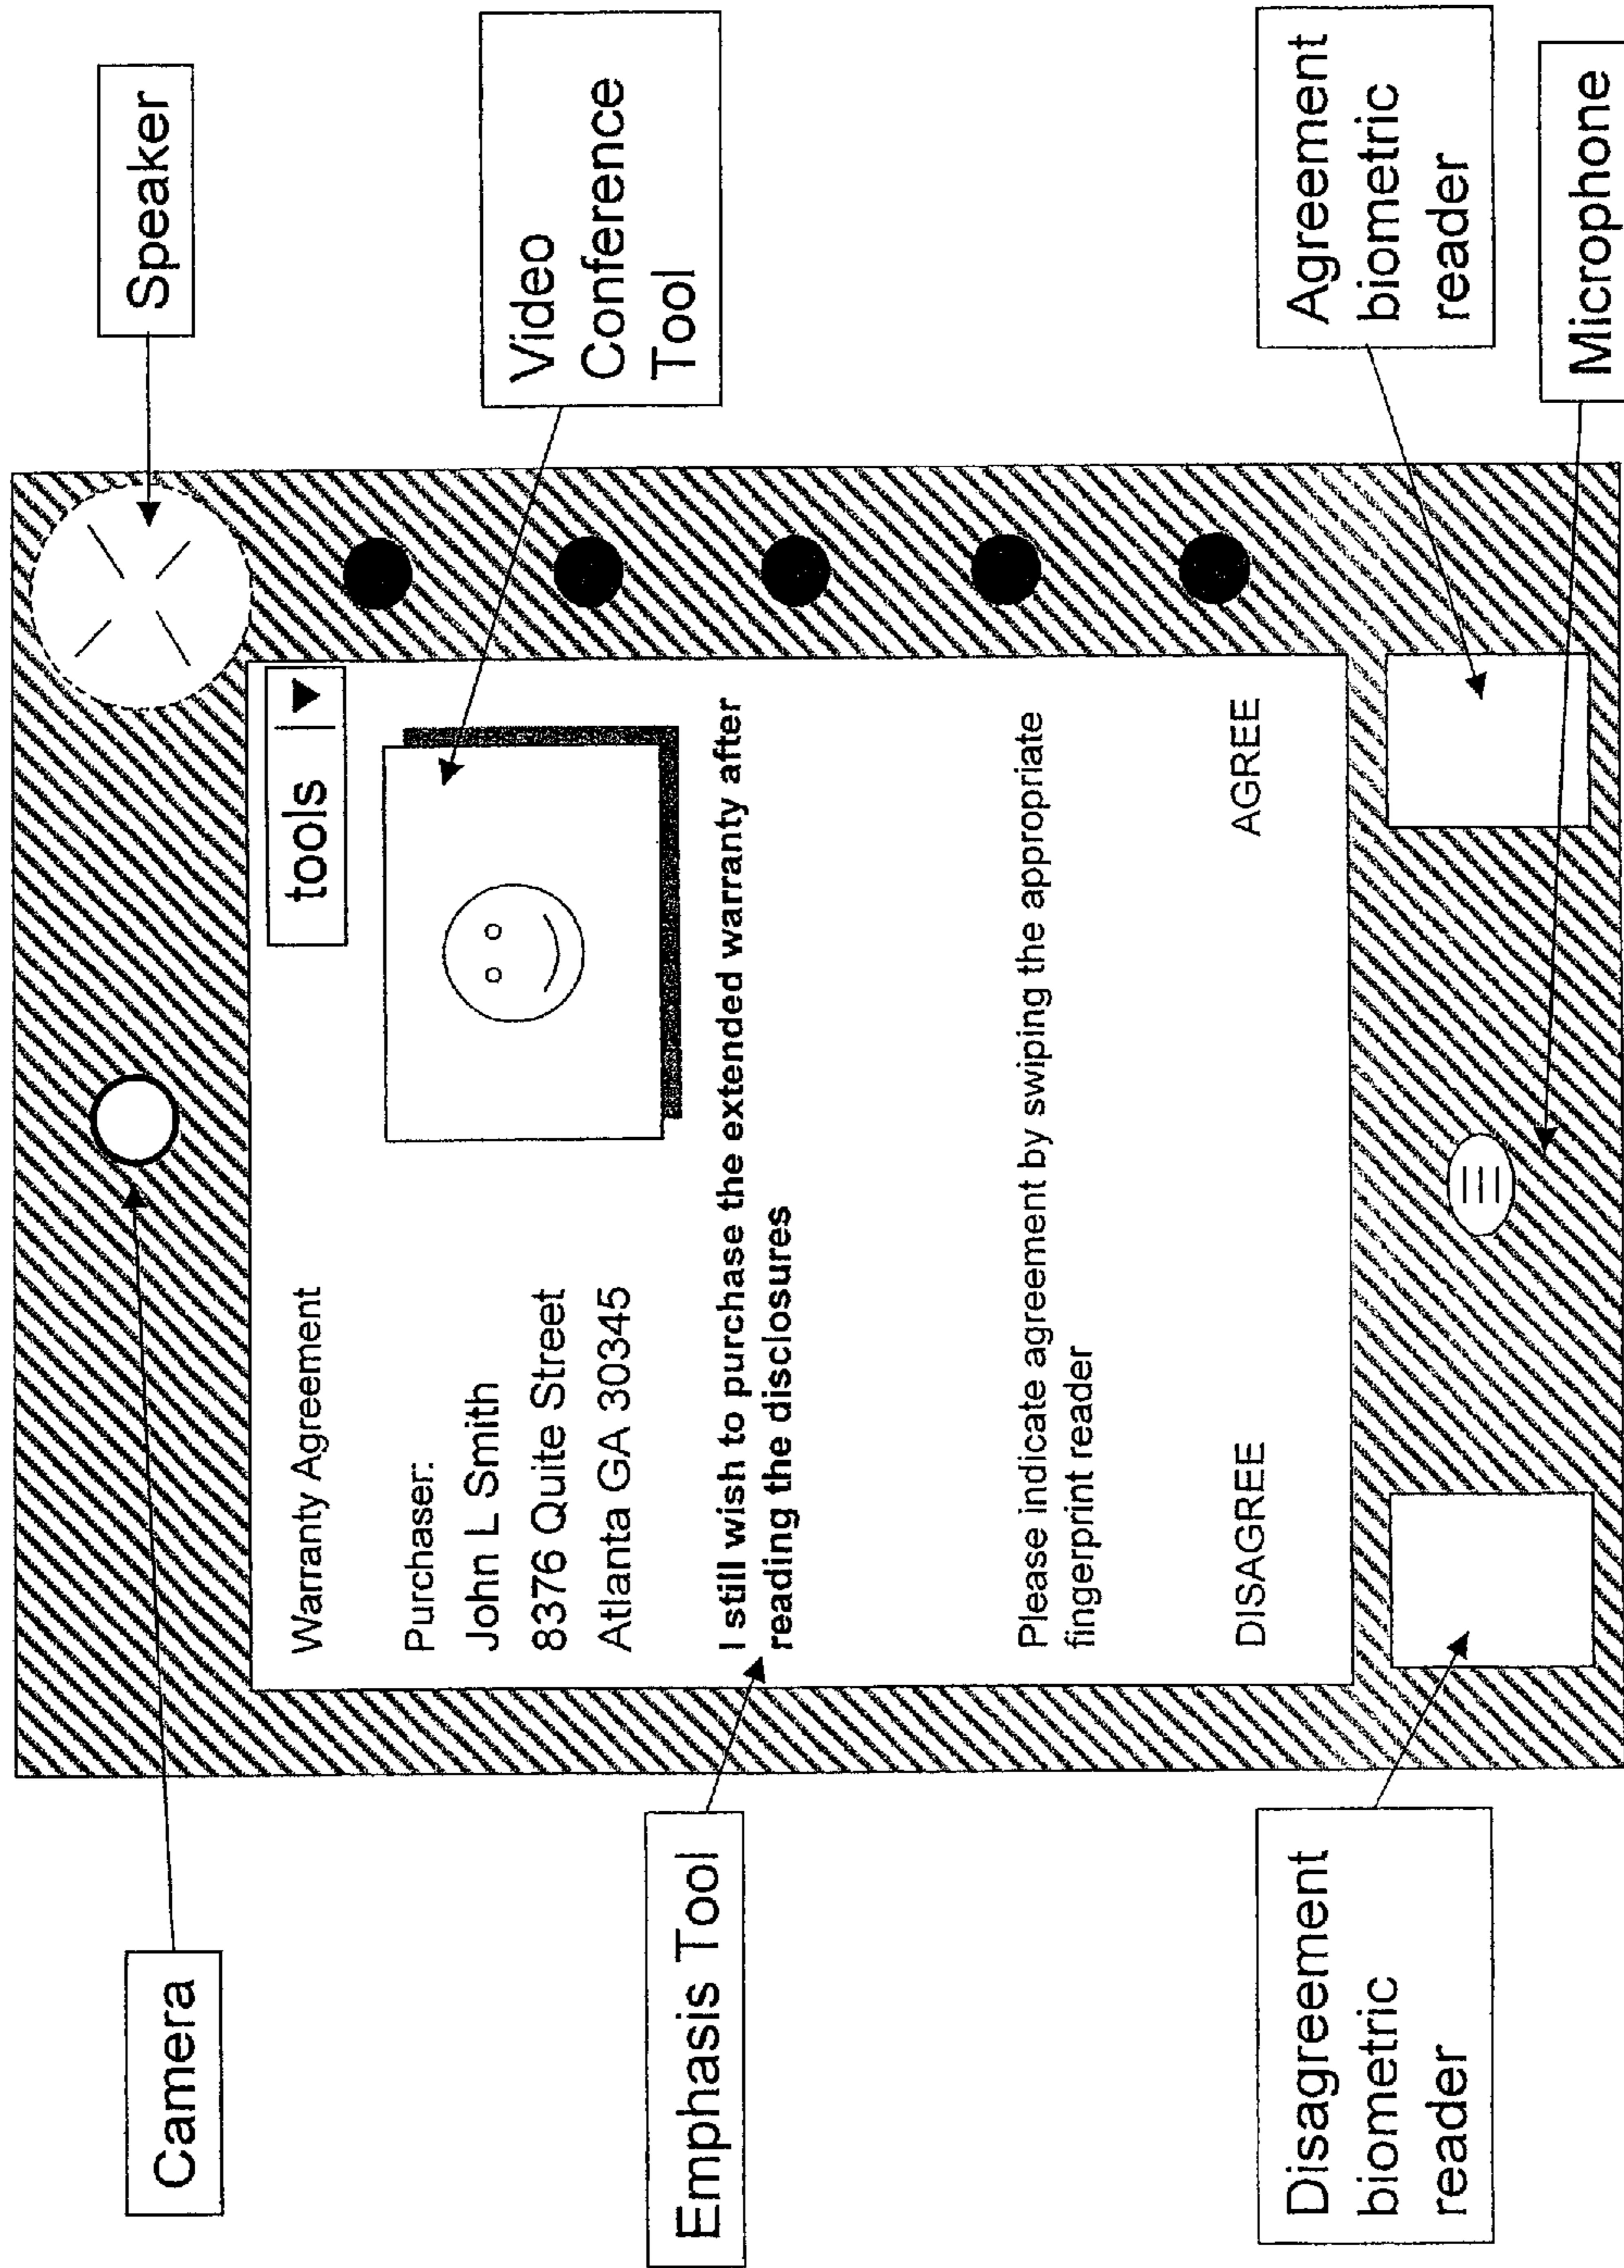 Camera
Speaker
tools
Warranty Agreement
Purchaser:
John L Smith
8376 Quite Street
Atlanta GA 30345
Video
Conference
Tool
Emphasis Tool
I still wish to purchase the extended warranty after
reading the disclosures
Please indicate agreement by swiping the appropriate
fingerprint reader
DISAGREE
AGREE
Disagreement
biometric
reader
Agreement
biometric
reader
Microphone